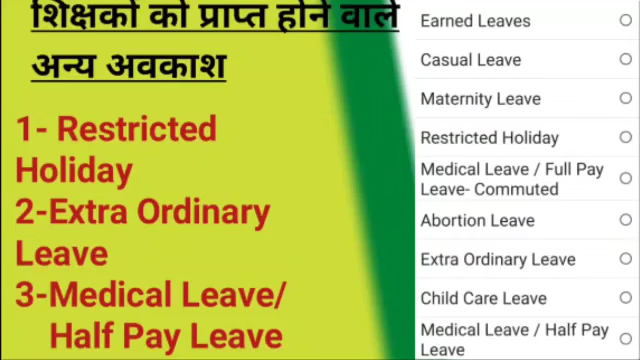 शिक्षकों को प्राप्त होने वाले
अन्य अवकाश
1- Restricted
Holiday
2-Extra Ordinary
Leave
3-Medical Leave/
Half Pay Leave
Earned Leaves
Casual Leave
Maternity Leave
Restricted Holiday
Medical Leave / Full Pay
Leave- Commuted
Abortion Leave
Extra Ordinary Leave
Child Care Leave
Medical Leave / Half Pay
Leave